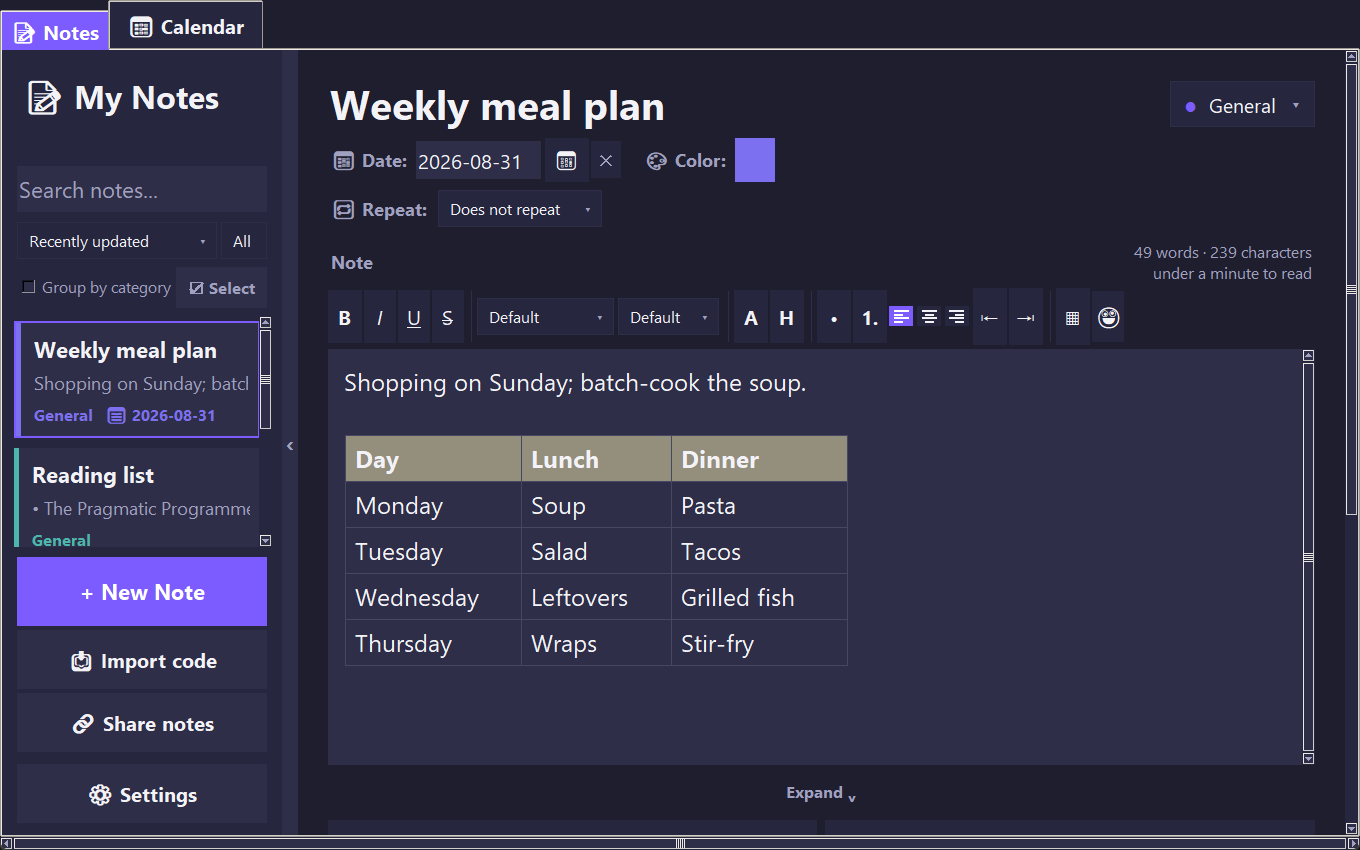 Notes
Calendar
My Notes
Search notes...
Recently updated
All
Group by category
Select
Weekly meal plan
Shopping on Sunday; batch
General
2026-08-31
Reading list
• The Pragmatic Programme
General
+ New Note
Import code
Share notes
Settings
Weekly meal plan
General
Date: 2026-08-31
Color:
Repeat: Does not repeat
Note
49 words · 239 characters
under a minute to read
B I U S Default Default A H • 1.
Shopping on Sunday; batch-cook the soup.
Day Lunch Dinner
Monday Soup Pasta
Tuesday Salad Tacos
Wednesday Leftovers Grilled fish
Thursday Wraps Stir-fry
Expand